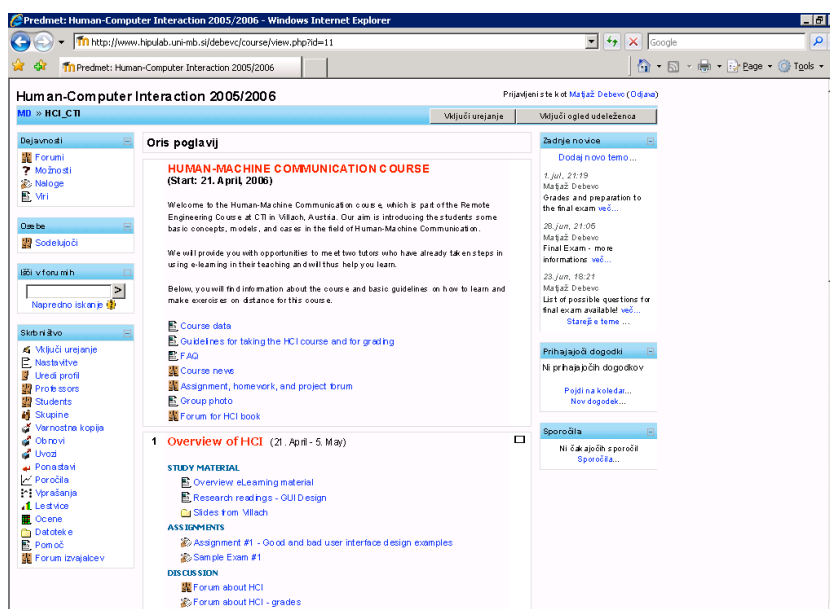 Predmet: Human-Computer Interaction 2005/2006 - Windows Internet Explorer
http://www.hipulab.uni-mb.si/debevc/course/view.php?id=11
Google
Predmet: Human-Computer Interaction 2005/2006
Page
Tools
Human-Computer Interaction 2005/2006
Prijavljeni ste kot Matjaž Debevc (Odjava)
MD » HCI_CTI
Vključi urejanje
Vključi ogled udeleženca
Dejavnosti
Forumi
Možnosti
Naloge
Viri
Osebe
Sodelujoči
Išči v forumih
>
Napredno iskanje
Skrbništvo
Vključi urejanje
Nastavitve
Uredi profil
Professors
Students
Skupine
Varnostna kopija
Obnovi
Uvozi
Ponastavi
Poročila
Vprašanja
Lestvice
Ocene
Datoteke
Pomoč
Forum izvajalcev
Oris poglavij
HUMAN-MACHINE COMMUNICATION COURSE
(Start: 21. April, 2006)
Welcome to the Human-Machine Communication course, which is part of the Remote
Engineering Course at CTI in Villach, Austria. Our aim is introducing the students some
basic concepts, models, and cases in the field of Human-Machine Communication.
We will provide you with opportunities to meet two tutors who have already taken steps in
using e-learning in their teaching and will thus help you learn.
Below, you will find information about the course and basic guidelines on how to learn and
make exercises on distance for this course.
Course data
Guidelines for taking the HCI course and for grading
FAQ
Course news
Assignment, homework, and project forum
Group photo
Forum for HCI book
1 Overview of HCI (21. April - 5. May)
STUDY MATERIAL
Overview eLearning material
Research readings - GUI Design
Slides from Villach
ASSIGNMENTS
Assignment #1 - Good and bad user interface design examples
Sample Exam #1
DISCUSSION
Forum about HCI
Forum about HCI - grades
Zadnje novice
Dodaj novo temo...
1. jul, 21:19
Matjaž Debevc
Grades and preparation to
the final exam več...
28. jun, 21:05
Matjaž Debevc
Final Exam - more
informations več...
23. jun, 18:21
Matjaž Debevc
List of possible questions for
final exam available! več...
Starejše teme ...
Prihajajoči dogodki
Ni prihajajočih dogodkov
Pojdi na koledar...
Nov dogodek...
Sporočila
Ni čakajočih sporočil
Sporočila...